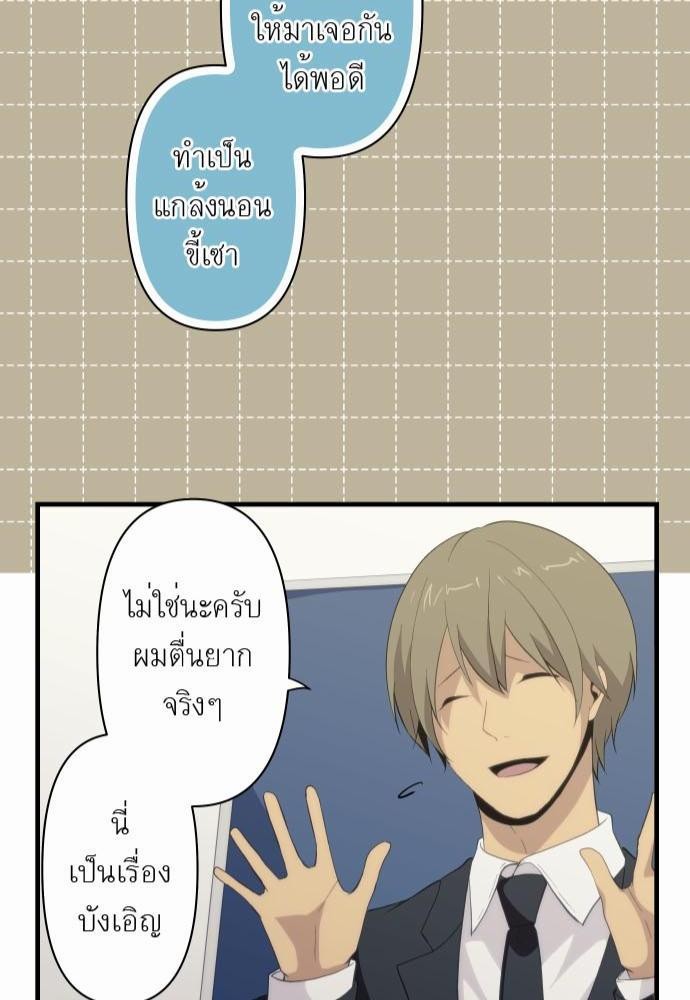 ให้มาเจอกัน
ได้พอดี
ทำเป็น
แกล้งนอน
ขี้เซา
ไม่ใช่นะครับ
ผมตื่นยาก
จริงๆ
นี่
เป็นเรื่อง
บังเอิญ